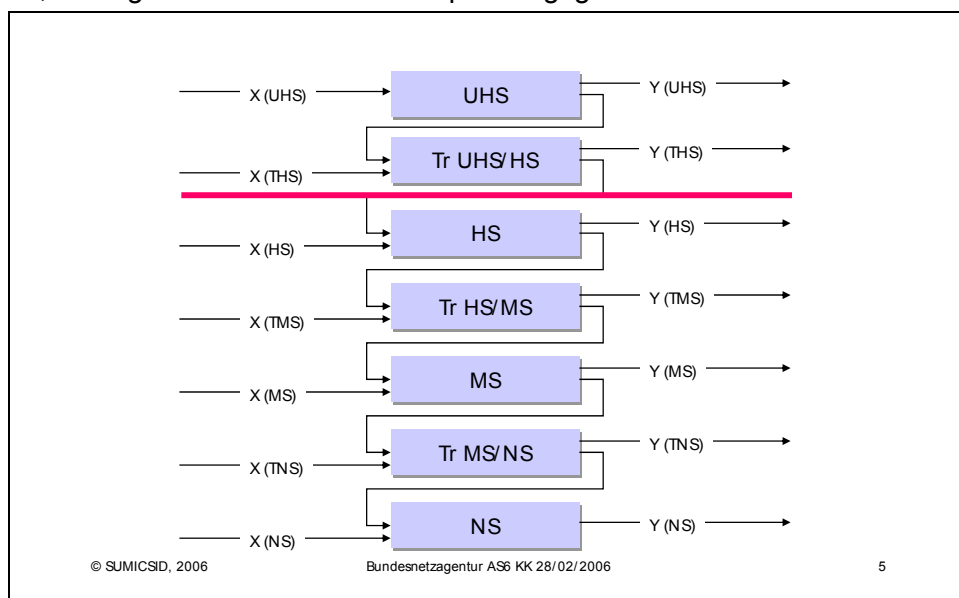 X (UHS) UHS Y (UHS)
X (THS) Tr UHS/HS Y (THS)
X (HS) HS Y (HS)
X (TMS) Tr HS/MS Y (TMS)
X (MS) MS Y (MS)
X (TNS) Tr MS/NS Y (TNS)
X (NS) NS Y (NS)
© SUMICSID, 2006 Bundesnetzagentur AS6 KK 28/02/2006 5